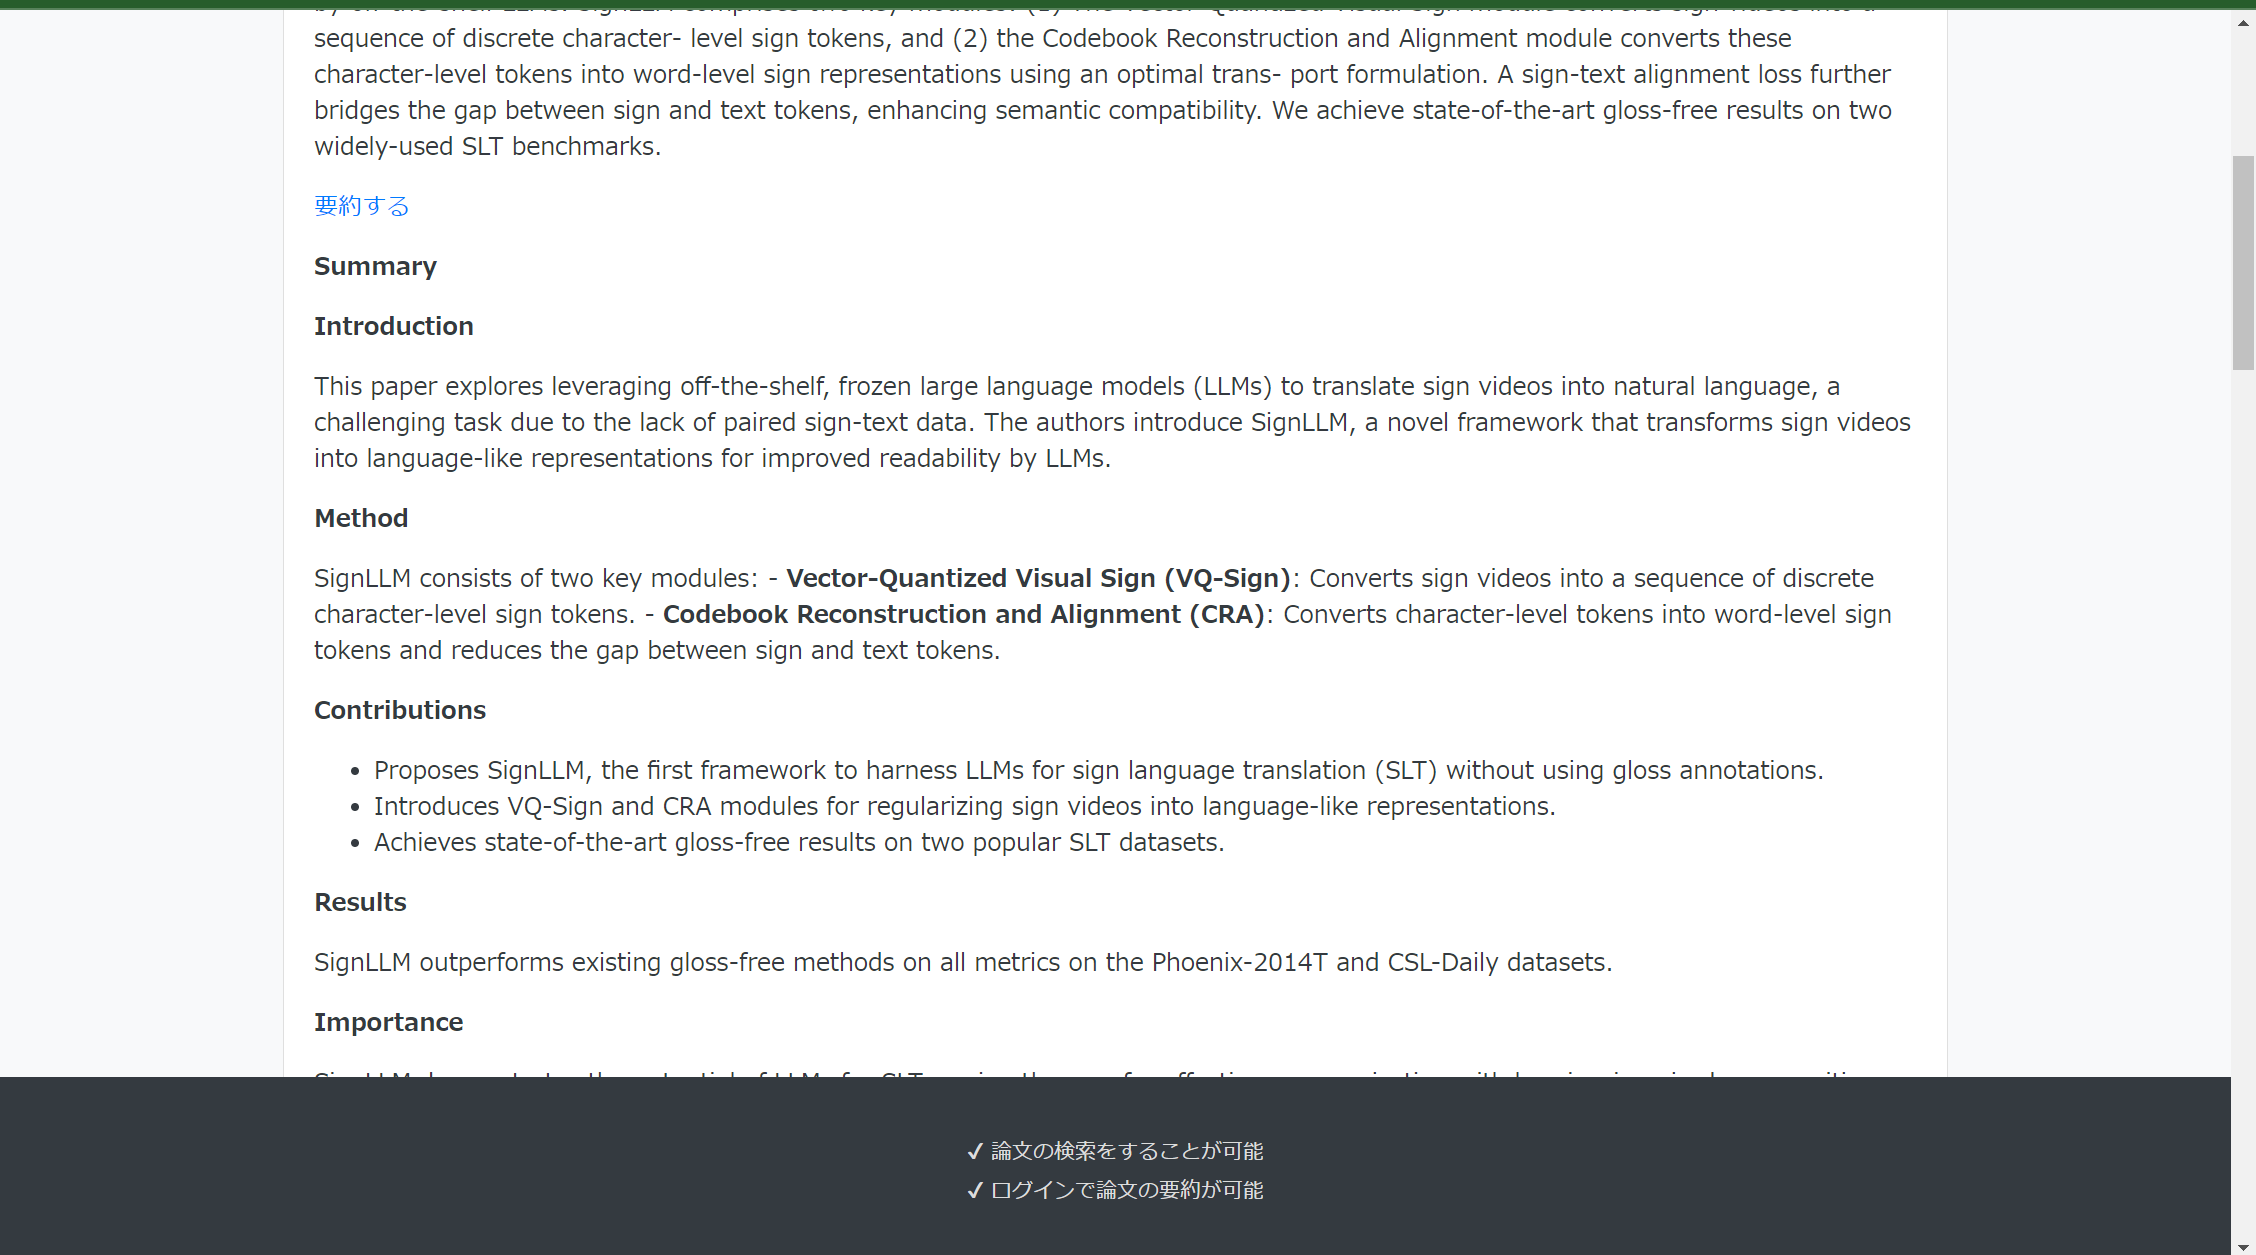 sequence of discrete character- level sign tokens, and (2) the Codebook Reconstruction and Alignment module converts these
character-level tokens into word-level sign representations using an optimal trans- port formulation. A sign-text alignment loss further
bridges the gap between sign and text tokens, enhancing semantic compatibility. We achieve state-of-the-art gloss-free results on two
widely-used SLT benchmarks.
要約する
Summary
Introduction
This paper explores leveraging off-the-shelf, frozen large language models (LLMs) to translate sign videos into natural language, a
challenging task due to the lack of paired sign-text data. The authors introduce SignLLM, a novel framework that transforms sign videos
into language-like representations for improved readability by LLMs.
Method
SignLLM consists of two key modules: - Vector-Quantized Visual Sign (VQ-Sign): Converts sign videos into a sequence of discrete
character-level sign tokens. - Codebook Reconstruction and Alignment (CRA): Converts character-level tokens into word-level sign
tokens and reduces the gap between sign and text tokens.
Contributions
• Proposes SignLLM, the first framework to harness LLMs for sign language translation (SLT) without using gloss annotations.
• Introduces VQ-Sign and CRA modules for regularizing sign videos into language-like representations.
• Achieves state-of-the-art gloss-free results on two popular SLT datasets.
Results
SignLLM outperforms existing gloss-free methods on all metrics on the Phoenix-2014T and CSL-Daily datasets.
Importance
✓ 論文の検索をすることが可能
✓ ログインで論文の要約が可能